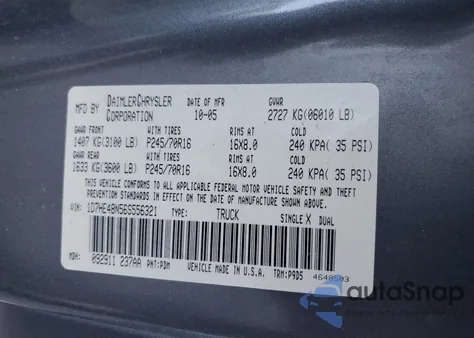 MFD BY DAIMLERCHRYSLER CORPORATION DATE OF MFR 10-05 GVWR 2727 KG(06010 LB)
GAWR FRONT WITH TIRES RIMS AT COLD
1407 KG(3100 LB) P245/70R16 16X8.0 240 KPA( 35 PSI)
GAWR REAR WITH TIRES RIMS AT COLD
1633 KG(3600 LB) P245/70R16 16X8.0 240 KPA( 35 PSI)
THIS VEHICLE CONFORMS TO ALL APPLICABLE FEDERAL MOTOR VEHICLE SAFETY, BUMPER, AND THEFT
PREVENTION STANDARDS IN EFFECT ON THE DATE OF MANUFACTURE SHOWN ABOVE.
VIN: 1D7HE48N56S556321 TYPE: TRUCK SINGLE X DUAL
MDH: 092911 237AA PNT:PDM VEHICLE MADE IN U.S.A. TRM:P9D5
4648503
autoSnap